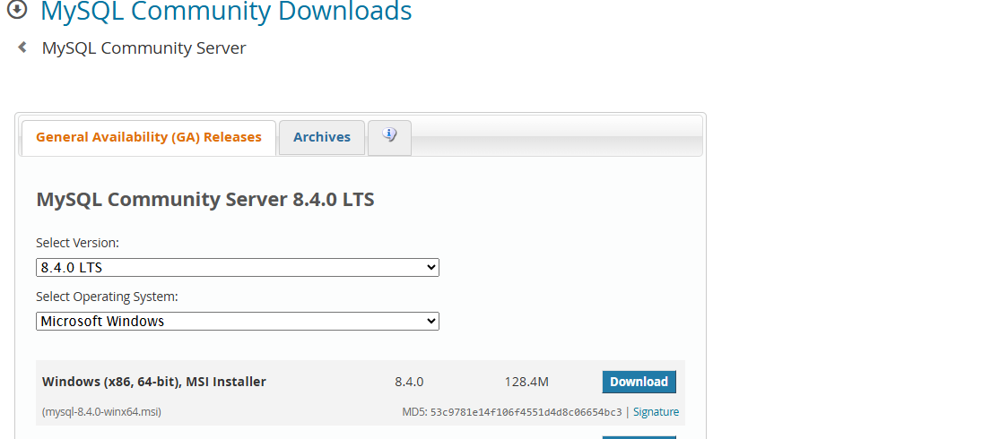 MySQL Community Downloads
MySQL Community Server
General Availability (GA) Releases Archives
MySQL Community Server 8.4.0 LTS
Select Version:
8.4.0 LTS
Select Operating System:
Microsoft Windows
Windows (x86, 64-bit), MSI Installer 8.4.0 128.4M Download
(mysql-8.4.0-winx64.msi) MD5: 53c9781e14f106f4551d4d8c06654bc3 | Signature